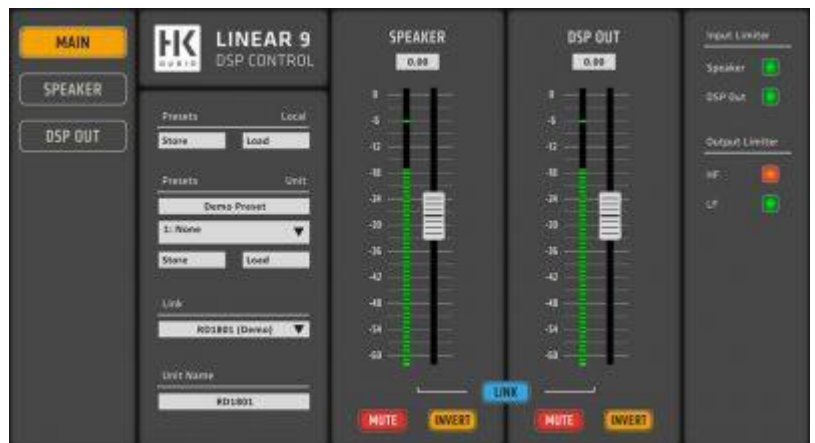 MAIN
SPEAKER
DSP OUT
HK
AUDIO
LINEAR 9
DSP CONTROL
Presets Local
Store Load
Presets Unit
Demo Preset
1: None
Store Load
Link
RD1801 (Demo)
Unit Name
RD1801
SPEAKER
0.00
0
-6
-12
-18
-24
-30
-36
-42
-48
-54
-60
MUTE INVERT
LINK
DSP OUT
0.00
0
-6
-12
-18
-24
-30
-36
-42
-48
-54
-60
MUTE INVERT
Input Limiter
Speaker
DSP Out
Output Limiter
HF
LF